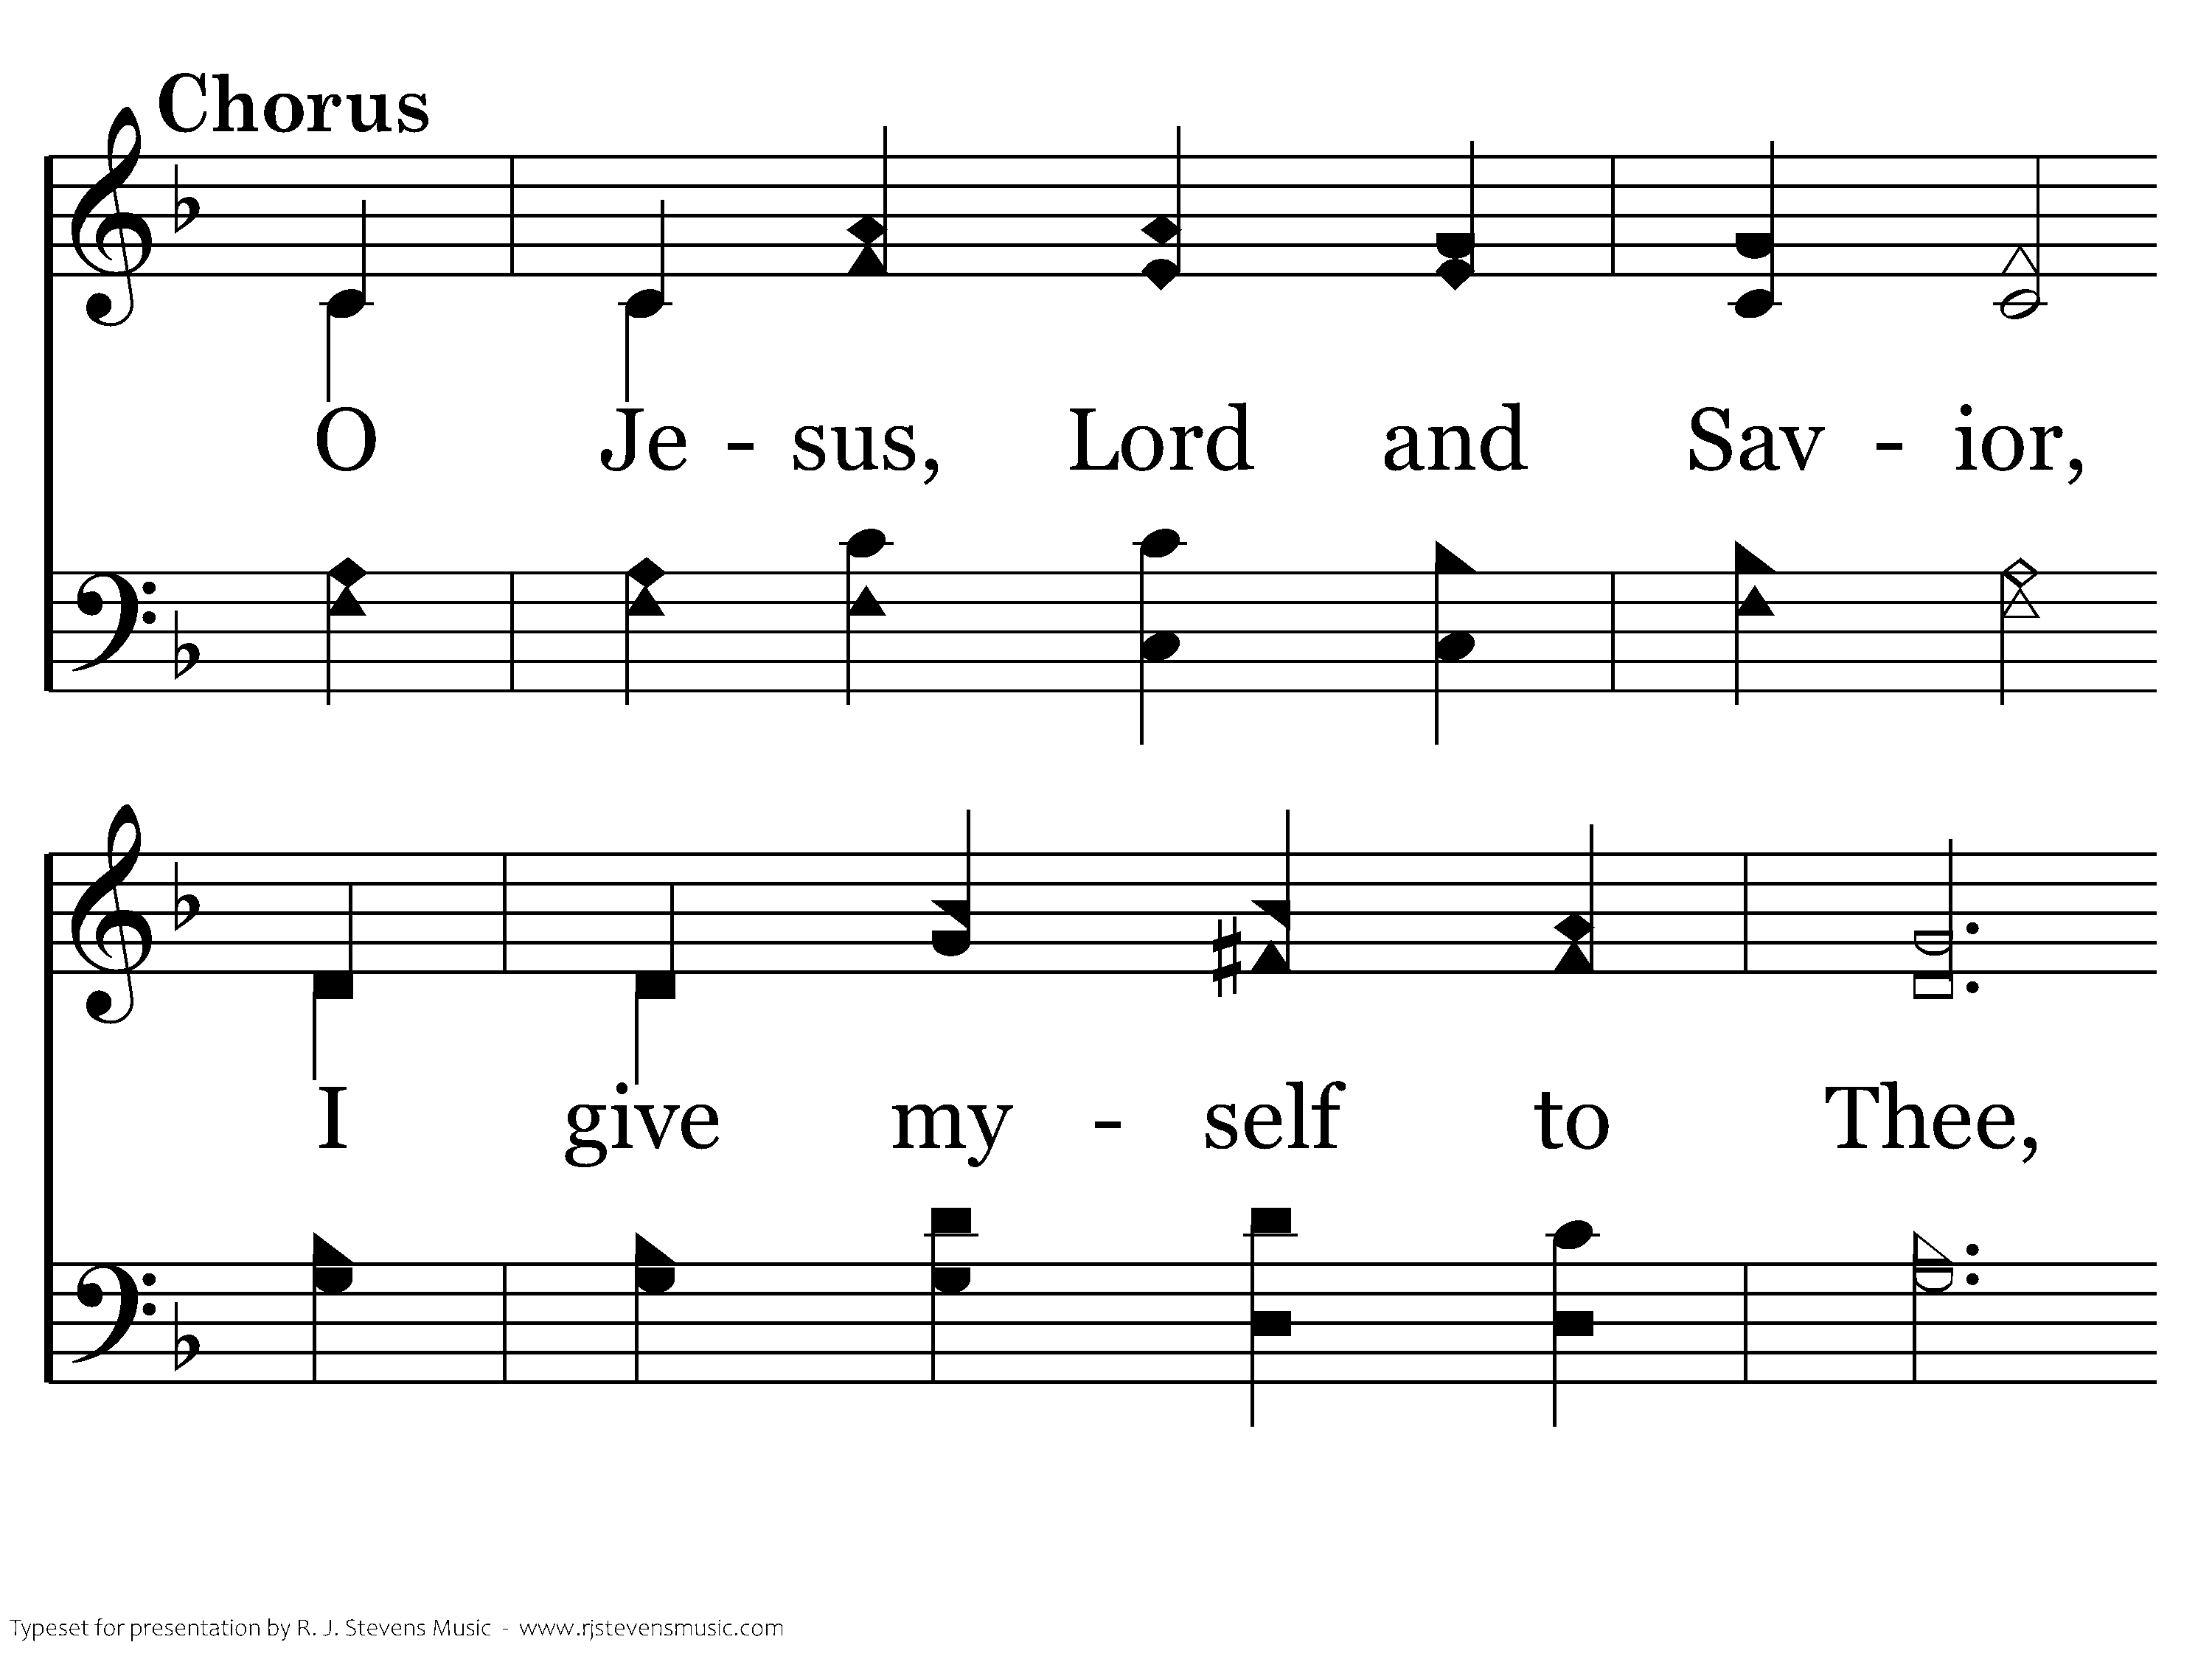 Chorus
O Je - sus, Lord and Sav - ior,
I give my - self to Thee,
Typeset for presentation by R. J. Stevens Music - www.rjstevensmusic.com